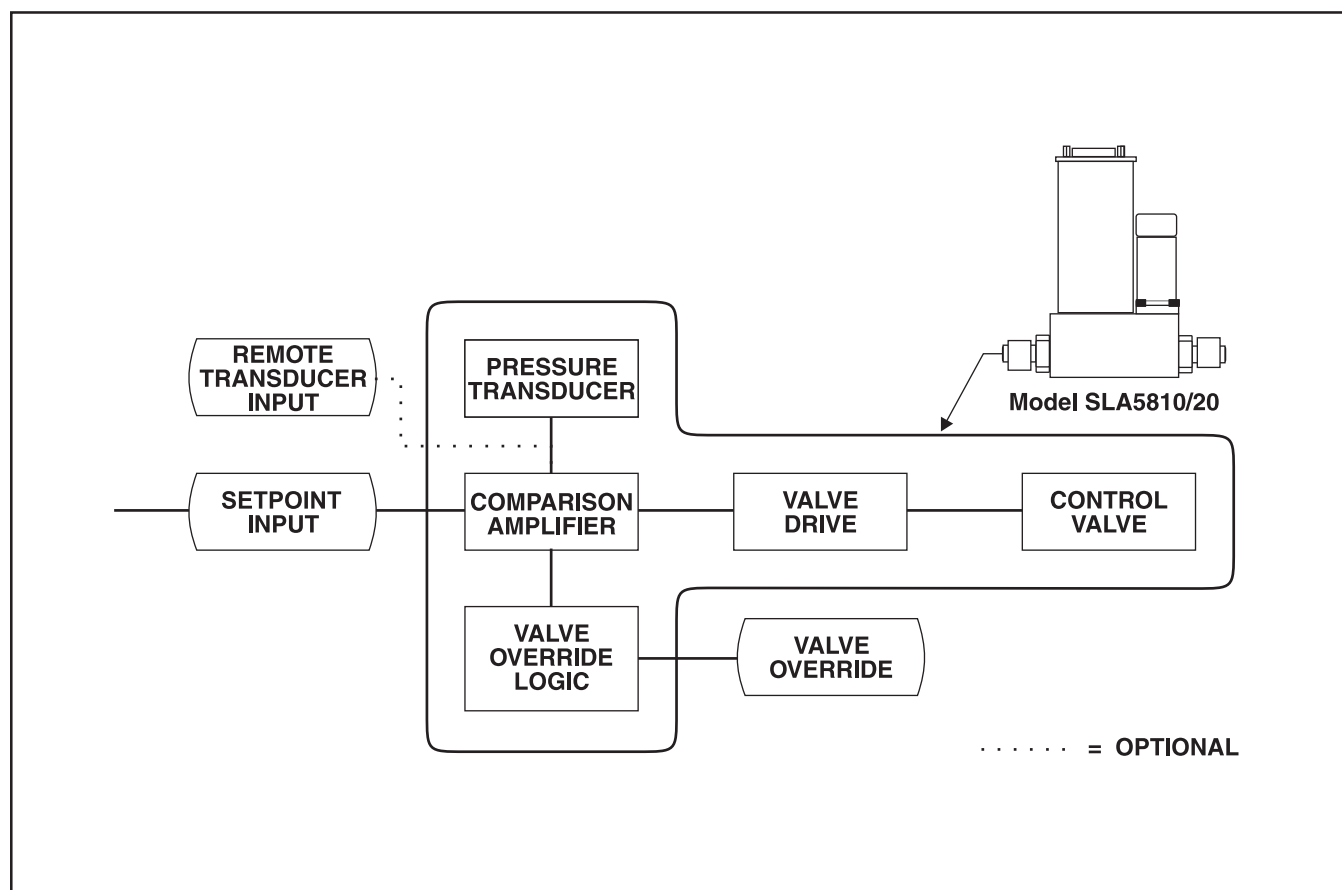 REMOTE
TRANSDUCER
INPUT
PRESSURE
TRANSDUCER
Model SLA5810/20
SETPOINT
INPUT
COMPARISON
AMPLIFIER
VALVE
DRIVE
CONTROL
VALVE
VALVE
OVERRIDE
LOGIC
VALVE
OVERRIDE
. . . . . . = OPTIONAL